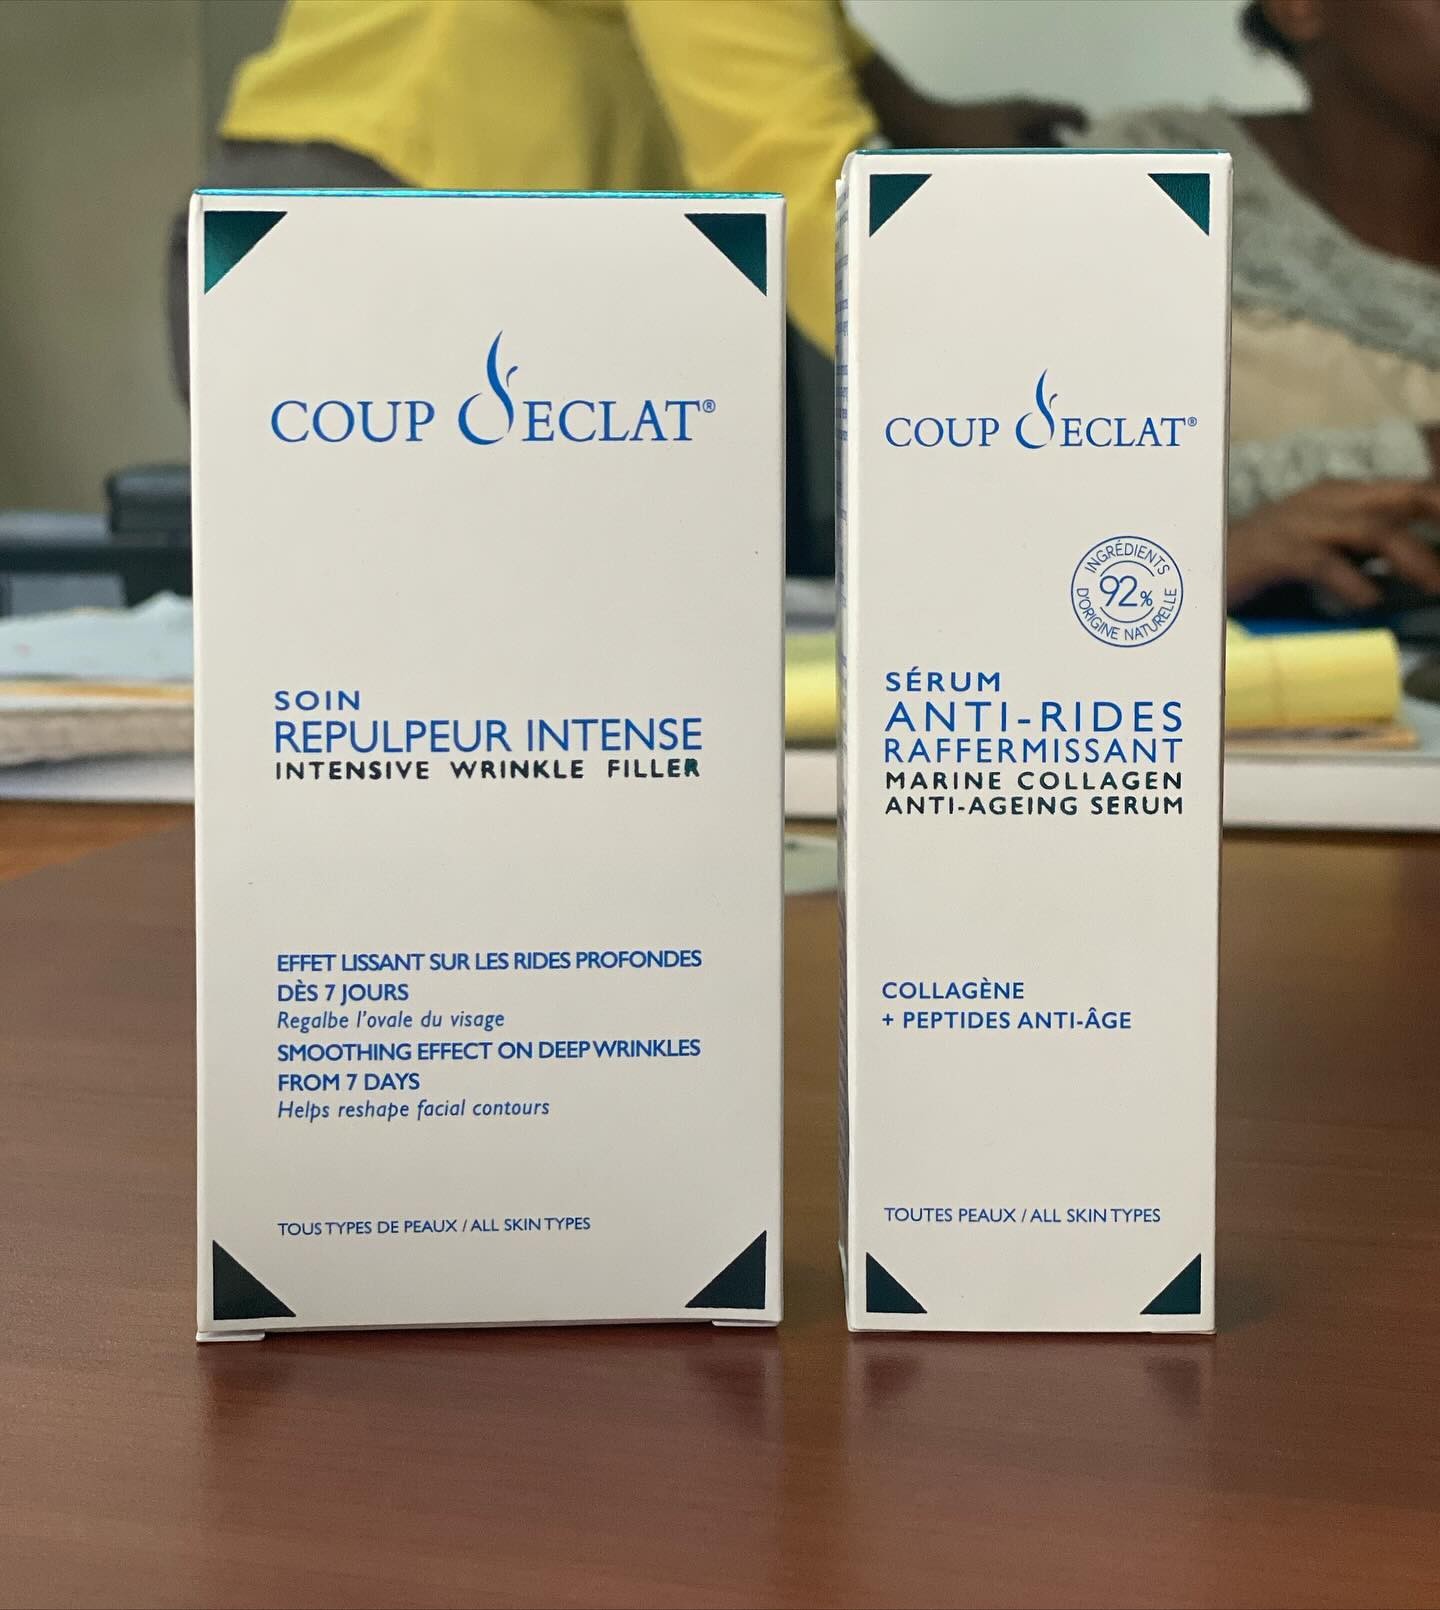 COUP D'ECLAT®
SOIN
REPULPEUR INTENSE
INTENSIVE WRINKLE FILLER
EFFET LISSANT SUR LES RIDES PROFONDES
DÈS 7 JOURS
Regalbe l'ovale du visage
SMOOTHING EFFECT ON DEEP WRINKLES
FROM 7 DAYS
Helps reshape facial contours
TOUS TYPES DE PEAUX / ALL SKIN TYPES
COUP D'ECLAT®
INGRÉDIENTS
92%
D'ORIGINE NATURELLE
SÉRUM
ANTI-RIDES
RAFFERMISSANT
MARINE COLLAGEN
ANTI-AGEING SERUM
COLLAGÈNE
+ PEPTIDES ANTI-ÂGE
TOUTES PEAUX / ALL SKIN TYPES